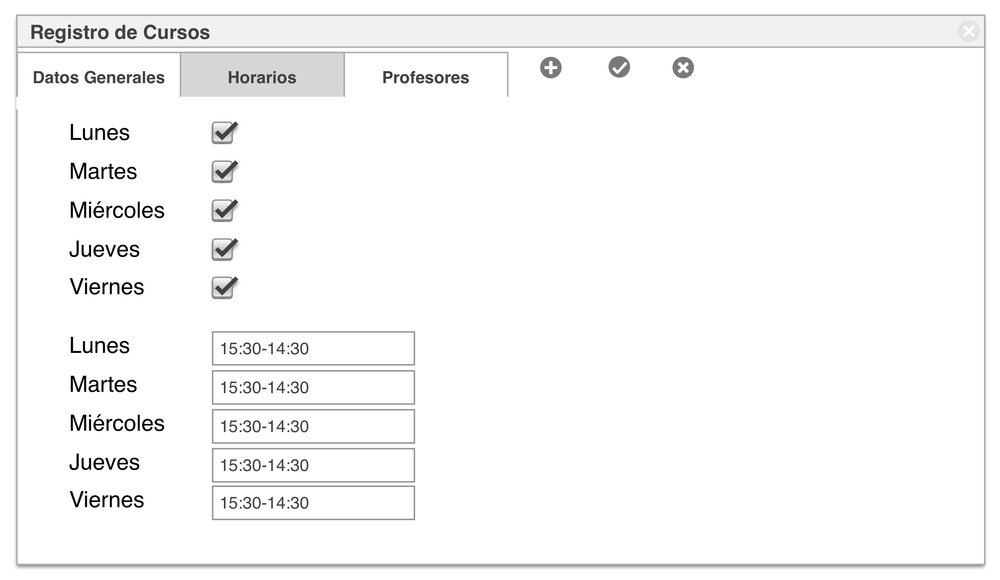 Registro de Cursos
Datos Generales Horarios Profesores
Lunes
Martes
Miércoles
Jueves
Viernes
Lunes 15:30-14:30
Martes 15:30-14:30
Miércoles 15:30-14:30
Jueves 15:30-14:30
Viernes 15:30-14:30